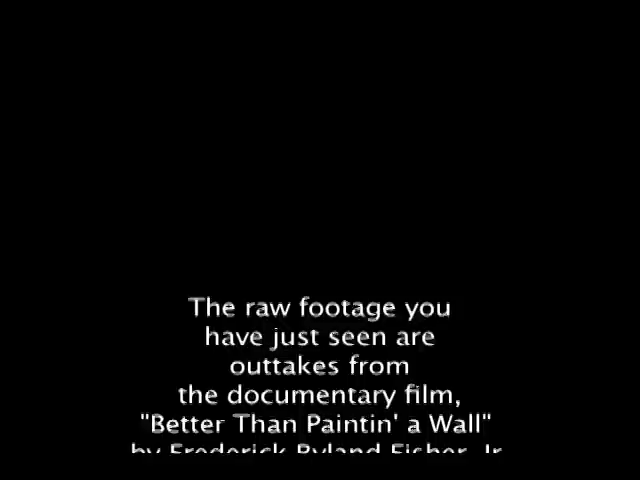 The raw footage you
have just seen are
outtakes from
the documentary film,
"Better Than Paintin' a Wall"
by Frederick Ryland Fisher, Jr